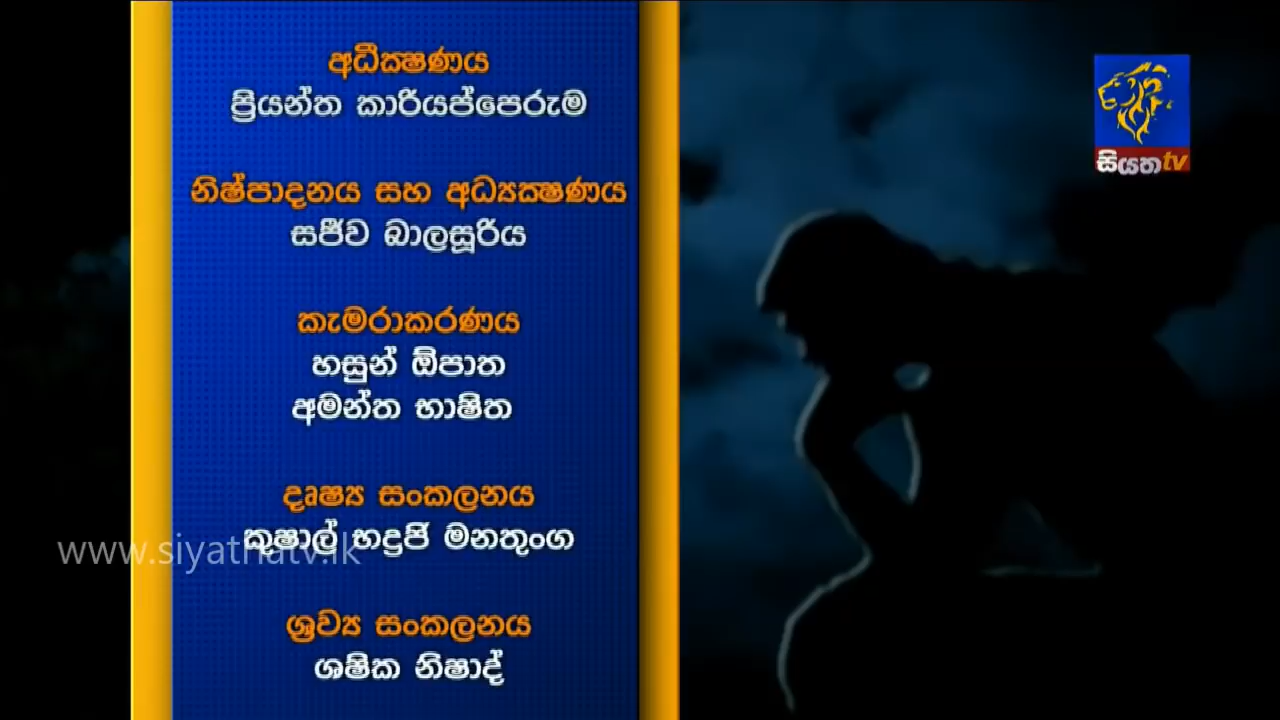 අධීක්‍ෂණය
ප්‍රියන්ත කාරියප්පෙරුම
නිෂ්පාදනය සහ අධ්‍යක්‍ෂණය
සජීව බාලසූරිය
කැමරාකරණය
හසුන් ඕපාත
අමන්ත භාෂිත
දෘෂ්‍ය සංකලනය
කුෂාල් භද්‍රජි මනතුංග
ශ්‍රව්‍ය සංකලනය
ශෂික නිෂාද්
සියත tv
www.siyathatv.lk